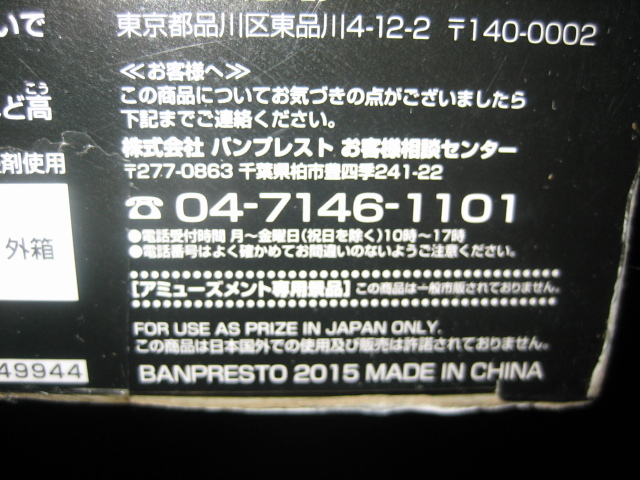 いで
東京都品川区東品川4-12-2 〒140-0002
≪お客様へ≫
この商品についてお気づきの点がございましたら
下記までご連絡ください。
こう
ど高
株式会社 バンプレスト お客様相談センター
剤使用
〒277-0863 千葉県柏市豊四季241-22
☎ 04-7146-1101
外箱
●電話受付時間 月～金曜日(祝日を除く)10時～17時
●電話番号はよく確かめてお間違いのないようご注意ください。
[アミューズメント専用景品] この商品は一般市販されておりません。
FOR USE AS PRIZE IN JAPAN ONLY.
この商品は日本国外での使用及び販売は許諾されておりません。
49944
BANPRESTO 2015 MADE IN CHINA